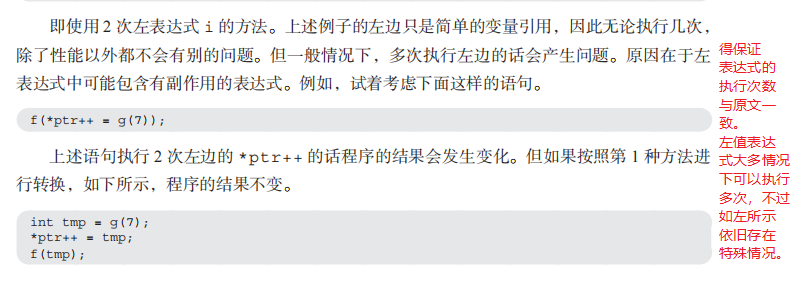 即使用 2 次左表达式 i 的方法。上述例子的左边只是简单的变量引用，因此无论执行几次，
除了性能以外都不会有别的问题。但一般情况下，多次执行左边的话会产生问题。原因在于左
表达式中可能包含有副作用的表达式。例如，试着考虑下面这样的语句。
f(*ptr++ = g(7));
上述语句执行 2 次左边的 *ptr++ 的话程序的结果会发生变化。但如果按照第 1 种方法进
行转换，如下所示，程序的结果不变。
int tmp = g(7);
*ptr++ = tmp;
f(tmp);
得保证
表达式的
执行次数
与原文一
致。
左值表达
式大多情况
下可以执行
多次，不过
如左所示
依旧存在
特殊情况。